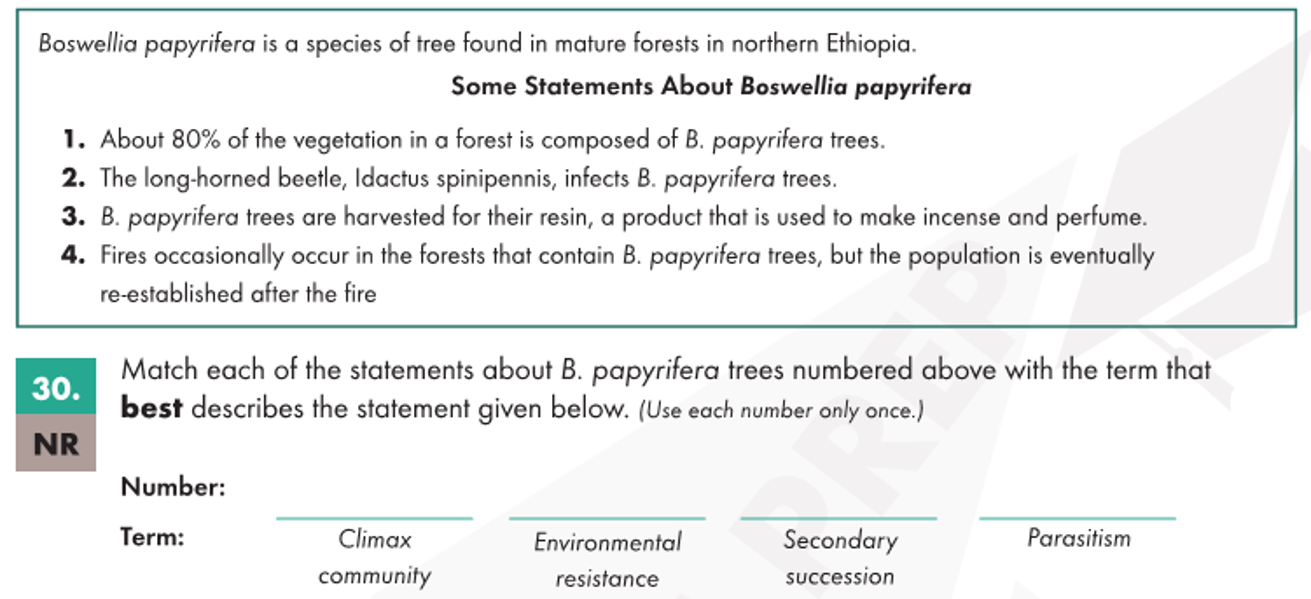 Boswellia papyrifera is a species of tree found in mature forests in northern Ethiopia.
Some Statements About Boswellia papyrifera
1. About 80% of the vegetation in a forest is composed of B. papyrifera trees.
2. The long-horned beetle, Idactus spinipennis, infects B. papyrifera trees.
3. B. papyrifera trees are harvested for their resin, a product that is used to make incense and perfume.
4. Fires occasionally occur in the forests that contain B. papyrifera trees, but the population is eventually
re-established after the fire
30.
NR
Match each of the statements about B. papyrifera trees numbered above with the term that
best describes the statement given below. (Use each number only once.)
Number:
Term:
Climax
community
Environmental
resistance
Secondary
succession
Parasitism
PREP